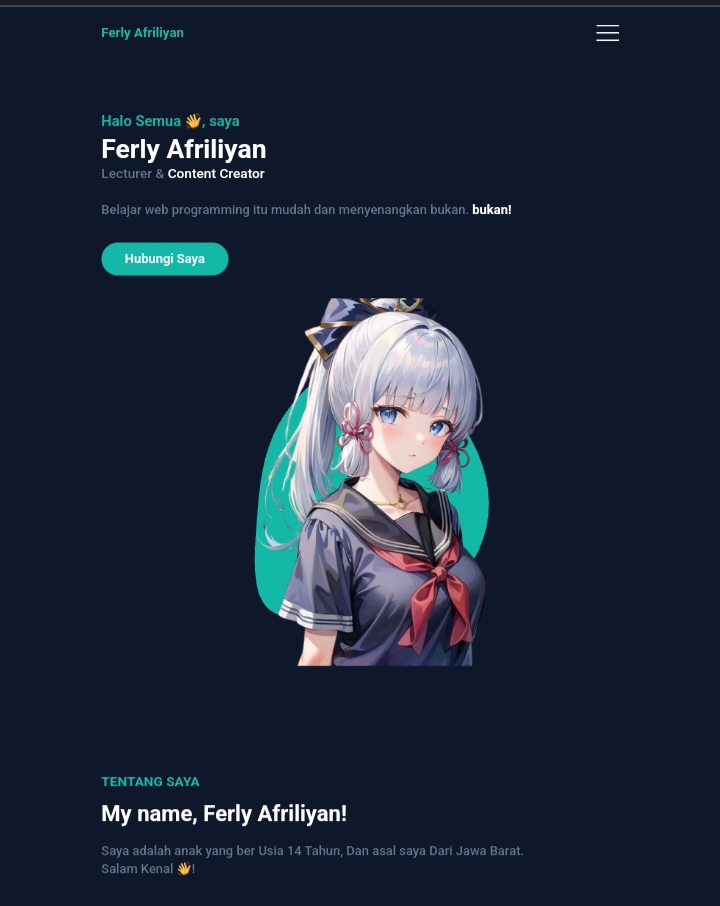 Ferly Afriliyan
Halo Semua 👋, saya
Ferly Afriliyan
Lecturer & Content Creator
Belajar web programming itu mudah dan menyenangkan bukan. bukan!
Hubungi Saya
TENTANG SAYA
My name, Ferly Afriliyan!
Saya adalah anak yang ber Usia 14 Tahun, Dan asal saya Dari Jawa Barat.
Salam Kenal 👋!